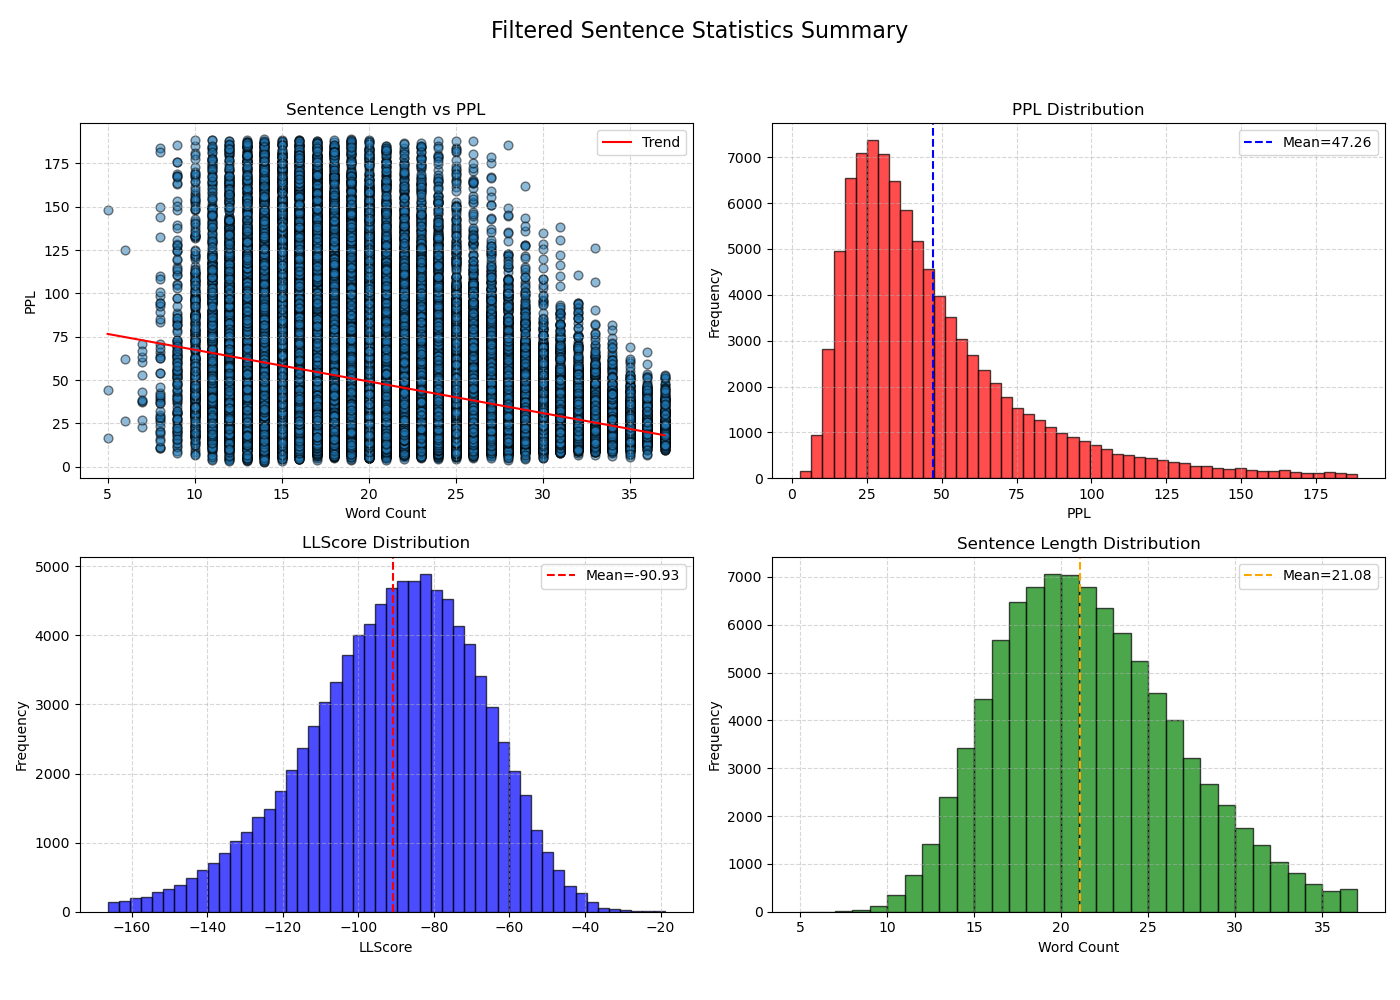 Filtered Sentence Statistics Summary
Sentence Length vs PPL
Trend
175
150
125
100
75
50
25
0
PPL
5 10 15 20 25 30 35
Word Count
PPL Distribution
Mean=47.26
7000
6000
5000
4000
3000
2000
1000
0
Frequency
0 25 50 75 100 125 150 175
PPL
LLScore Distribution
Mean=-90.93
5000
4000
3000
2000
1000
0
Frequency
−160 −140 −120 −100 −80 −60 −40 −20
LLScore
Sentence Length Distribution
Mean=21.08
7000
6000
5000
4000
3000
2000
1000
0
Frequency
5 10 15 20 25 30 35
Word Count